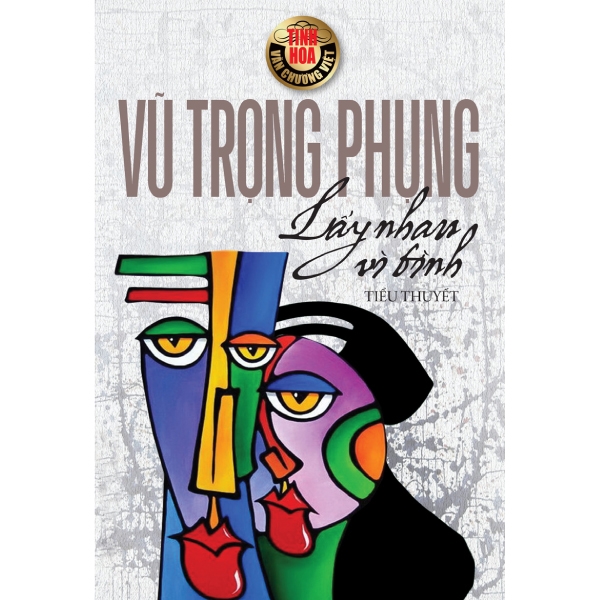 TINH
HOA
VĂN CHƯƠNG VIỆT
VŨ TRỌNG PHỤNG
Lấy nhau
vì tình
TIỂU THUYẾT